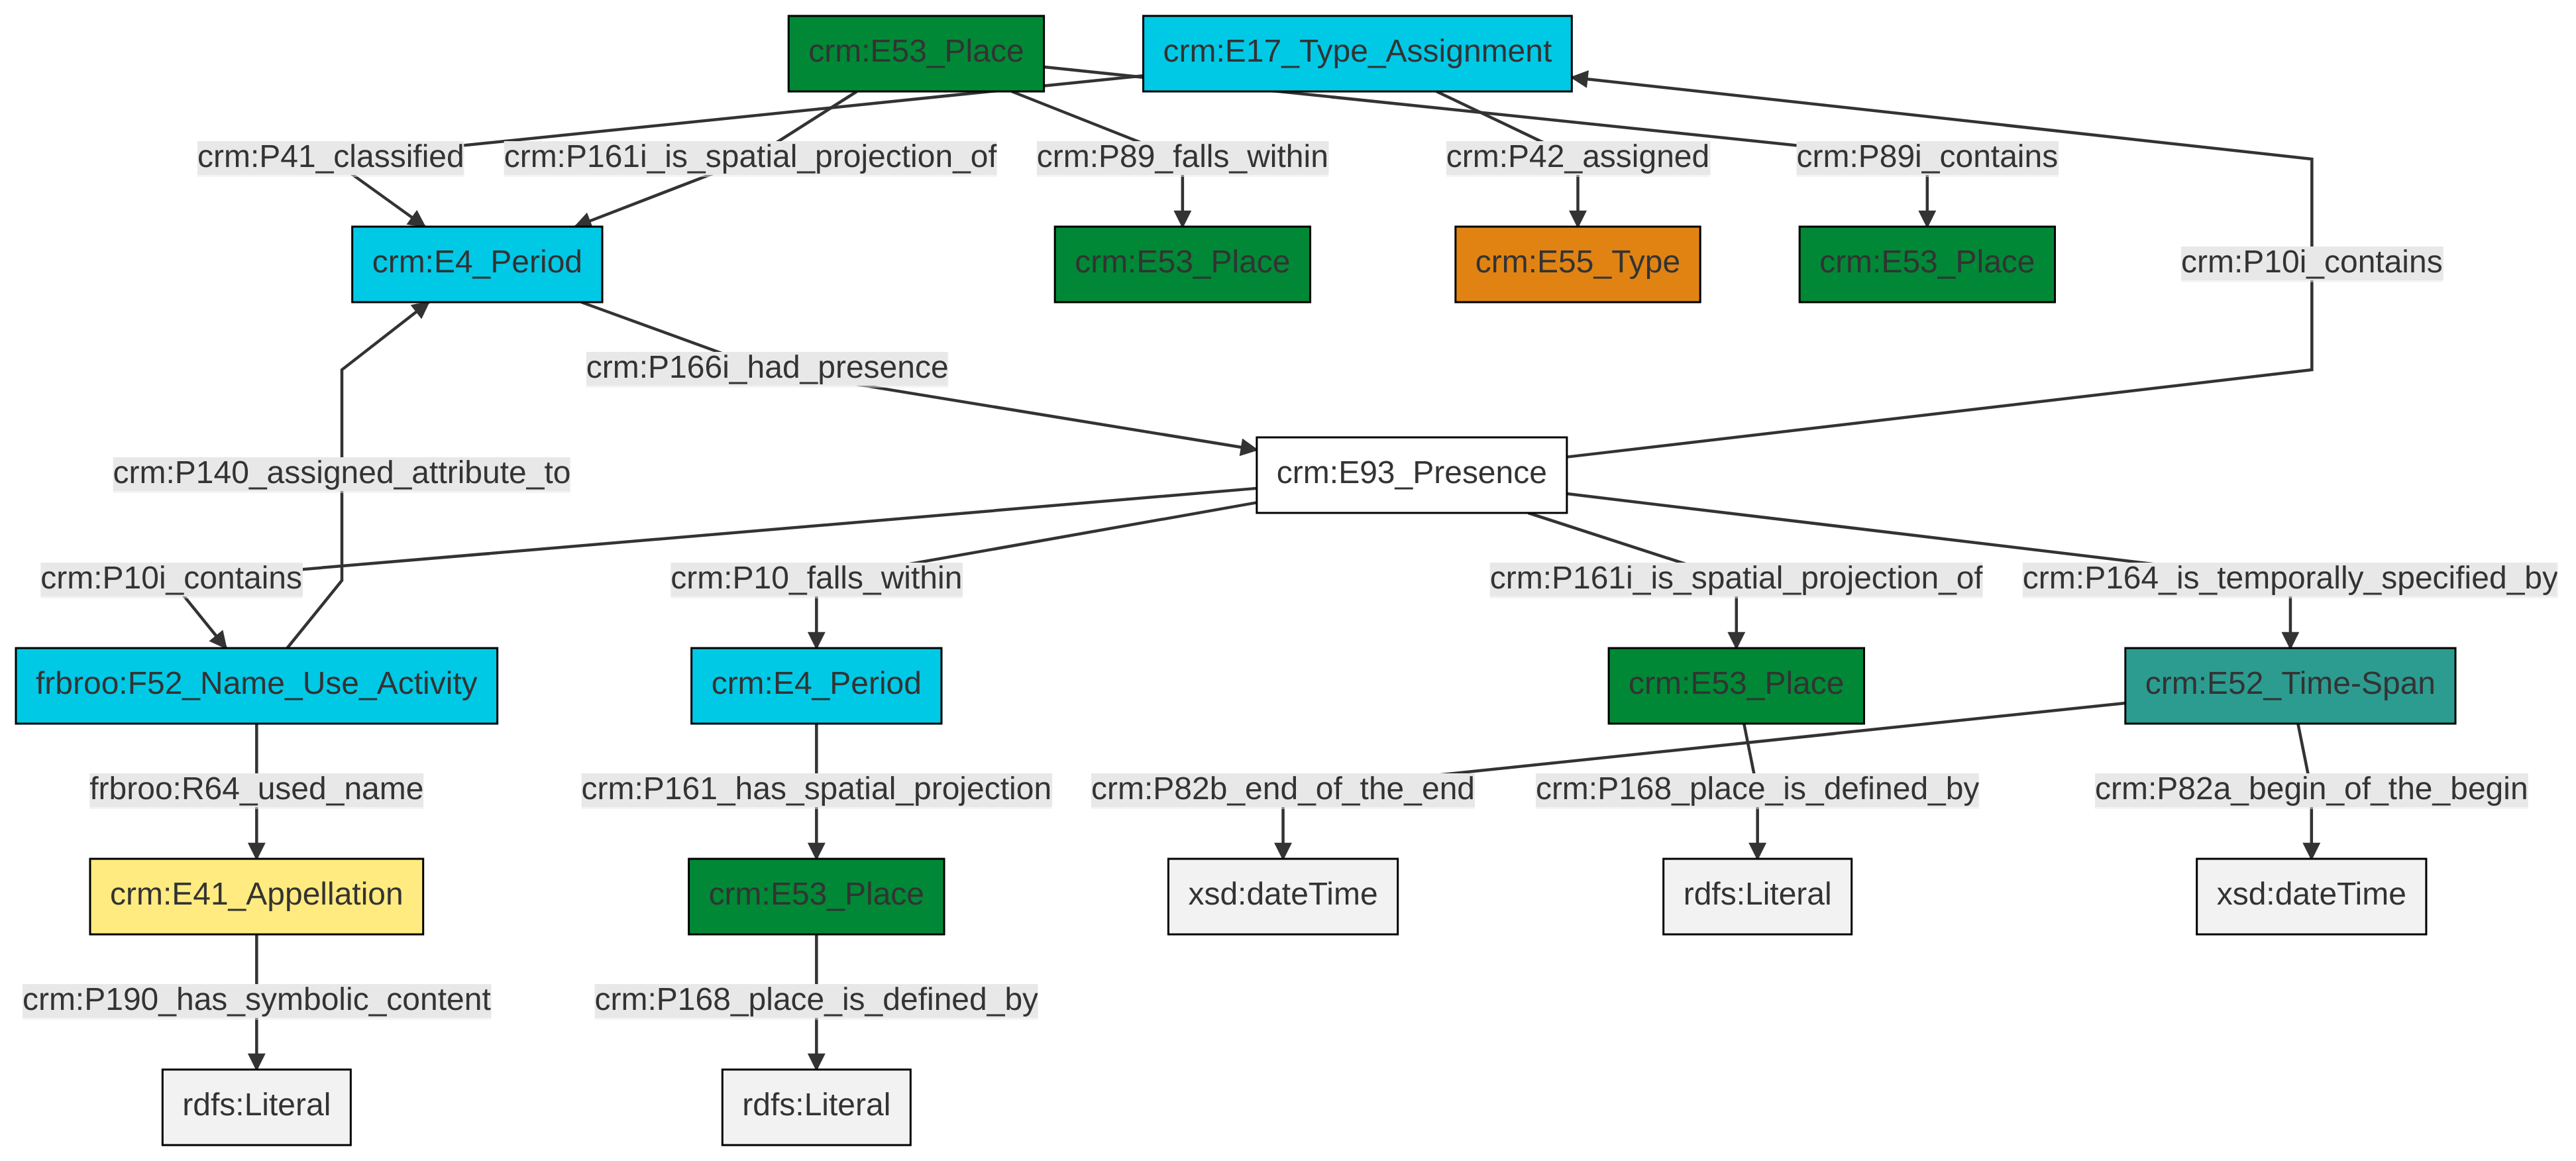 crm:E53_Place
crm:E17_Type_Assignment
crm:P41_classified
crm:P161i_is_spatial_projection_of
crm:P89_falls_within
crm:P42_assigned
crm:P89i_contains
crm:E4_Period
crm:E53_Place
crm:E55_Type
crm:E53_Place
crm:P10i_contains
crm:P166i_had_presence
crm:P140_assigned_attribute_to
crm:E93_Presence
crm:P10i_contains
crm:P10_falls_within
crm:P161i_is_spatial_projection_of
crm:P164_is_temporally_specified_by
frbroo:F52_Name_Use_Activity
crm:E4_Period
crm:E53_Place
crm:E52_Time-Span
frbroo:R64_used_name
crm:P161_has_spatial_projection
crm:P82b_end_of_the_end
crm:P168_place_is_defined_by
crm:P82a_begin_of_the_begin
crm:E41_Appellation
crm:E53_Place
xsd:dateTime
rdfs:Literal
xsd:dateTime
crm:P190_has_symbolic_content
crm:P168_place_is_defined_by
rdfs:Literal
rdfs:Literal